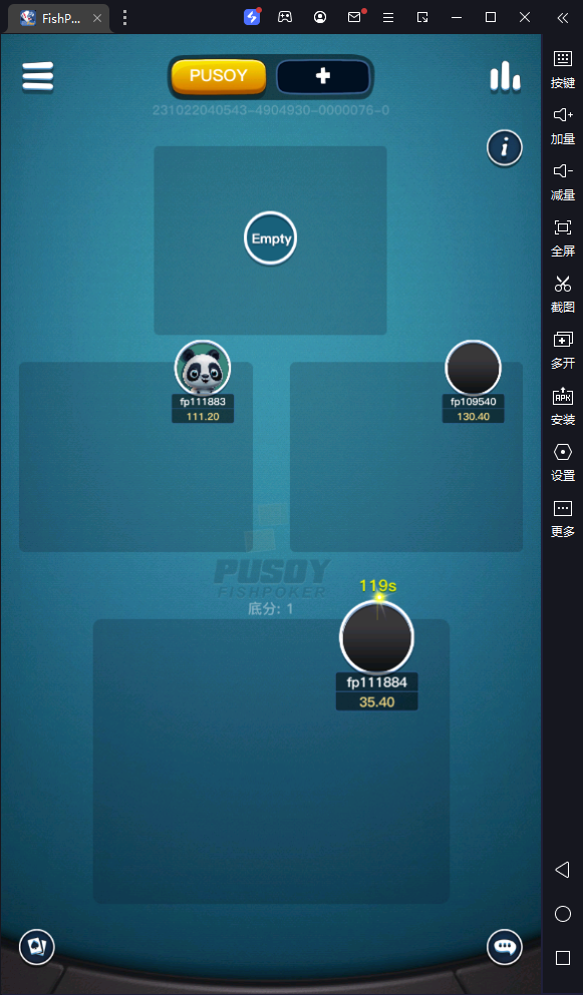 FishP...
PUSOY
231022040543-4904930-0000076-0
Empty
fp111883
111.20
fp109540
130.40
PUSOY
FISHPOKER
底分: 1
119s
fp111884
35.40
按键
加量
减量
全屏
截图
多开
APK
安装
设置
更多